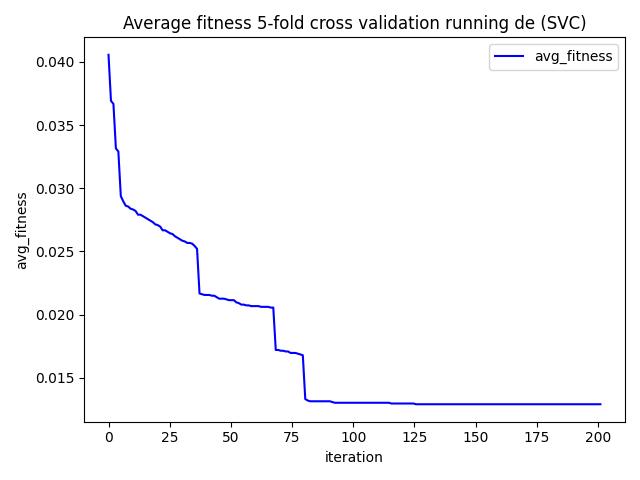 Average fitness 5-fold cross validation running de (SVC)
avg_fitness
0.040
0.035
0.030
0.025
0.020
0.015
avg_fitness
0 25 50 75 100 125 150 175 200
iteration